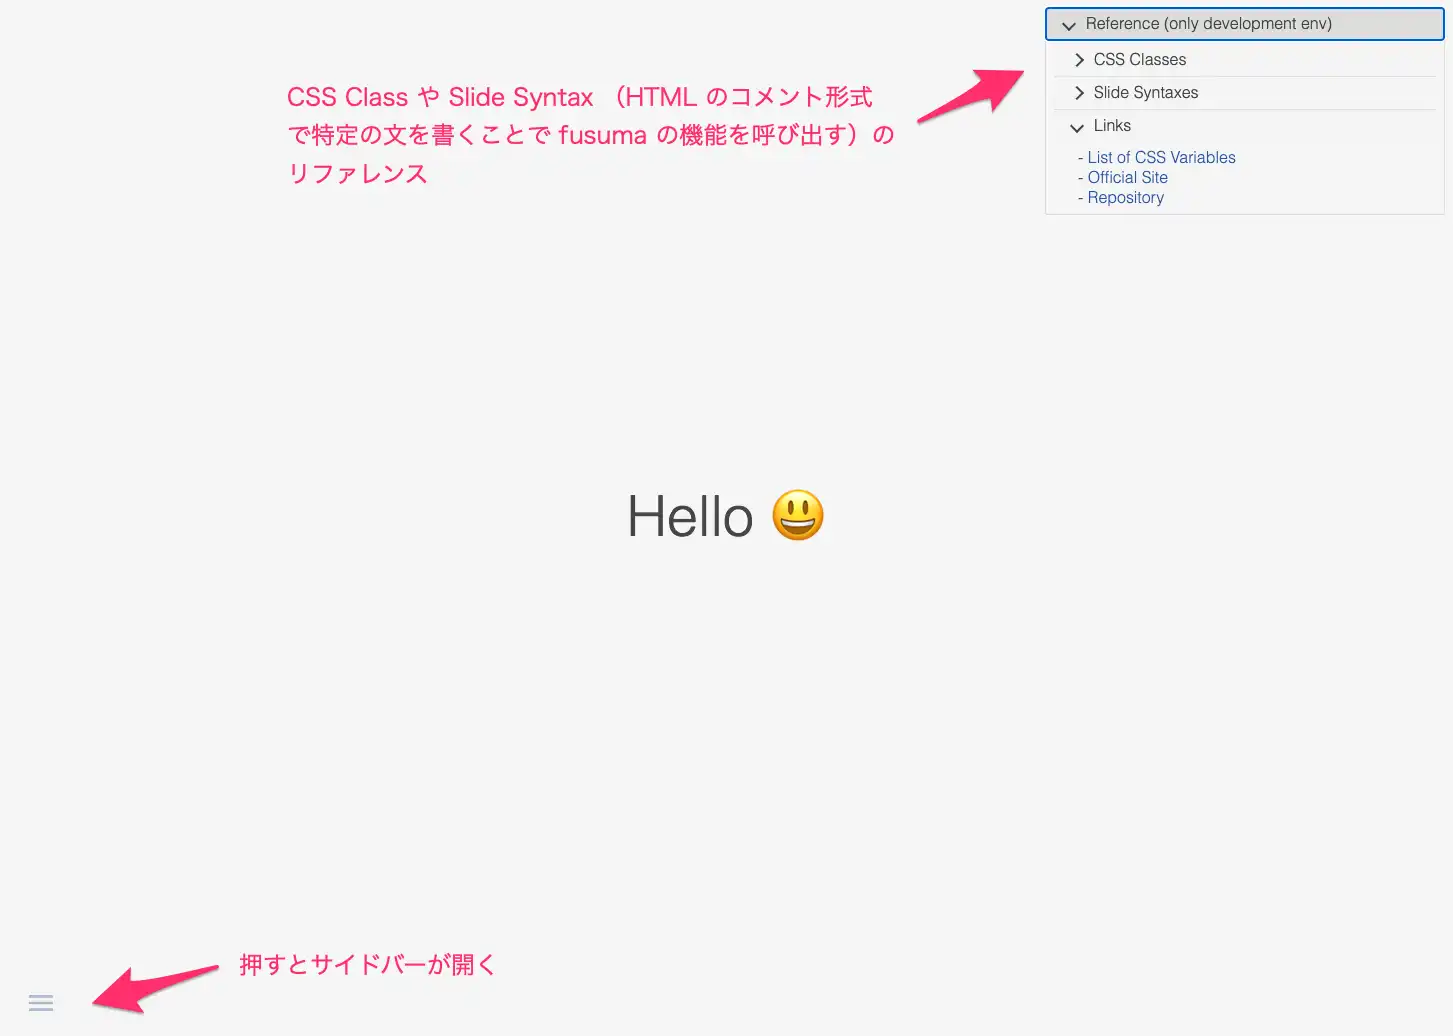 Reference (only development env)
CSS Classes
Slide Syntaxes
Links
- List of CSS Variables
- Official Site
- Repository
CSS Class や Slide Syntax （HTML のコメント形式
で特定の文を書くことで fusuma の機能を呼び出す）の
リファレンス
Hello 😃
押すとサイドバーが開く